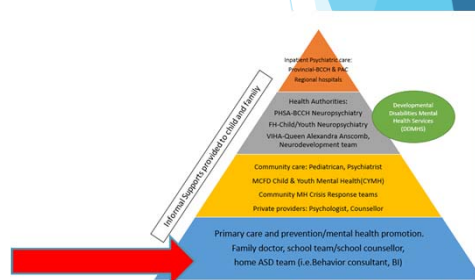 Inpatient Psychiatric care:
Provincial-BCCH & PAC
Regional hospitals
Health Authorities:
PHSA-BCCH Neuropsychiatry
FH-Child/Youth Neuropsychiatry
VIHA-Queen Alexandra Anscomb,
Neurodevelopment team
Developmental
Disabilities Mental
Health Services
(DDMHS)
Informal Supports provided to child and family
Community care: Pediatrician, Psychiatrist
MCFD Child & Youth Mental Health(CYMH)
Community MH Crisis Response teams
Private providers: Psychologist, Counsellor
Primary care and prevention/mental health promotion.
Family doctor, school team/school counsellor,
home ASD team (i.e.Behavior consultant, BI)